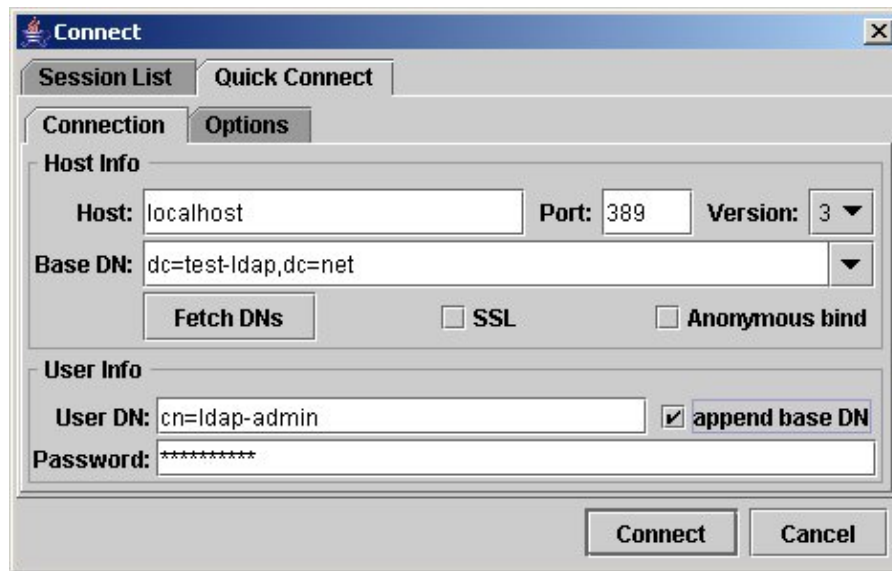 Connect
Session List Quick Connect
Connection Options
Host Info
Host: localhost Port: 389 Version: 3
Base DN: dc=test-ldap,dc=net
Fetch DNs SSL Anonymous bind
User Info
User DN: cn=ldap-admin append base DN
Password: **********
Connect Cancel